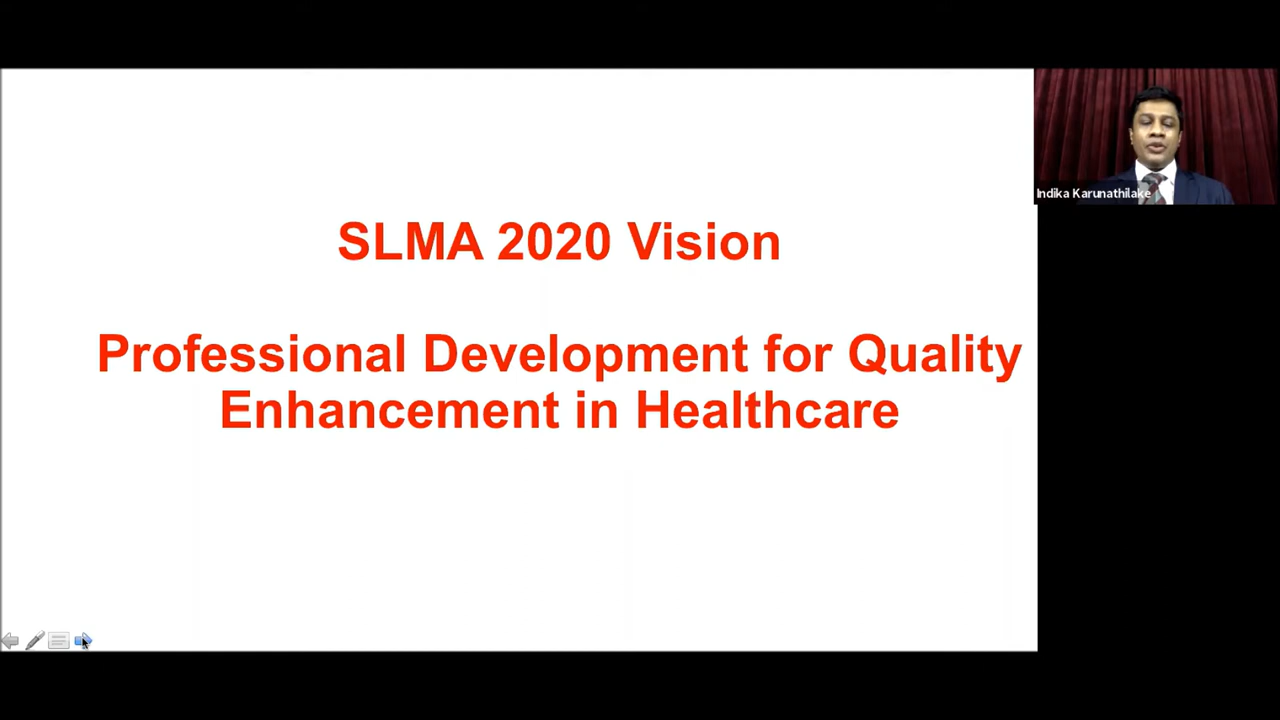 SLMA 2020 Vision
Professional Development for Quality
Enhancement in Healthcare
Indika Karunathilake